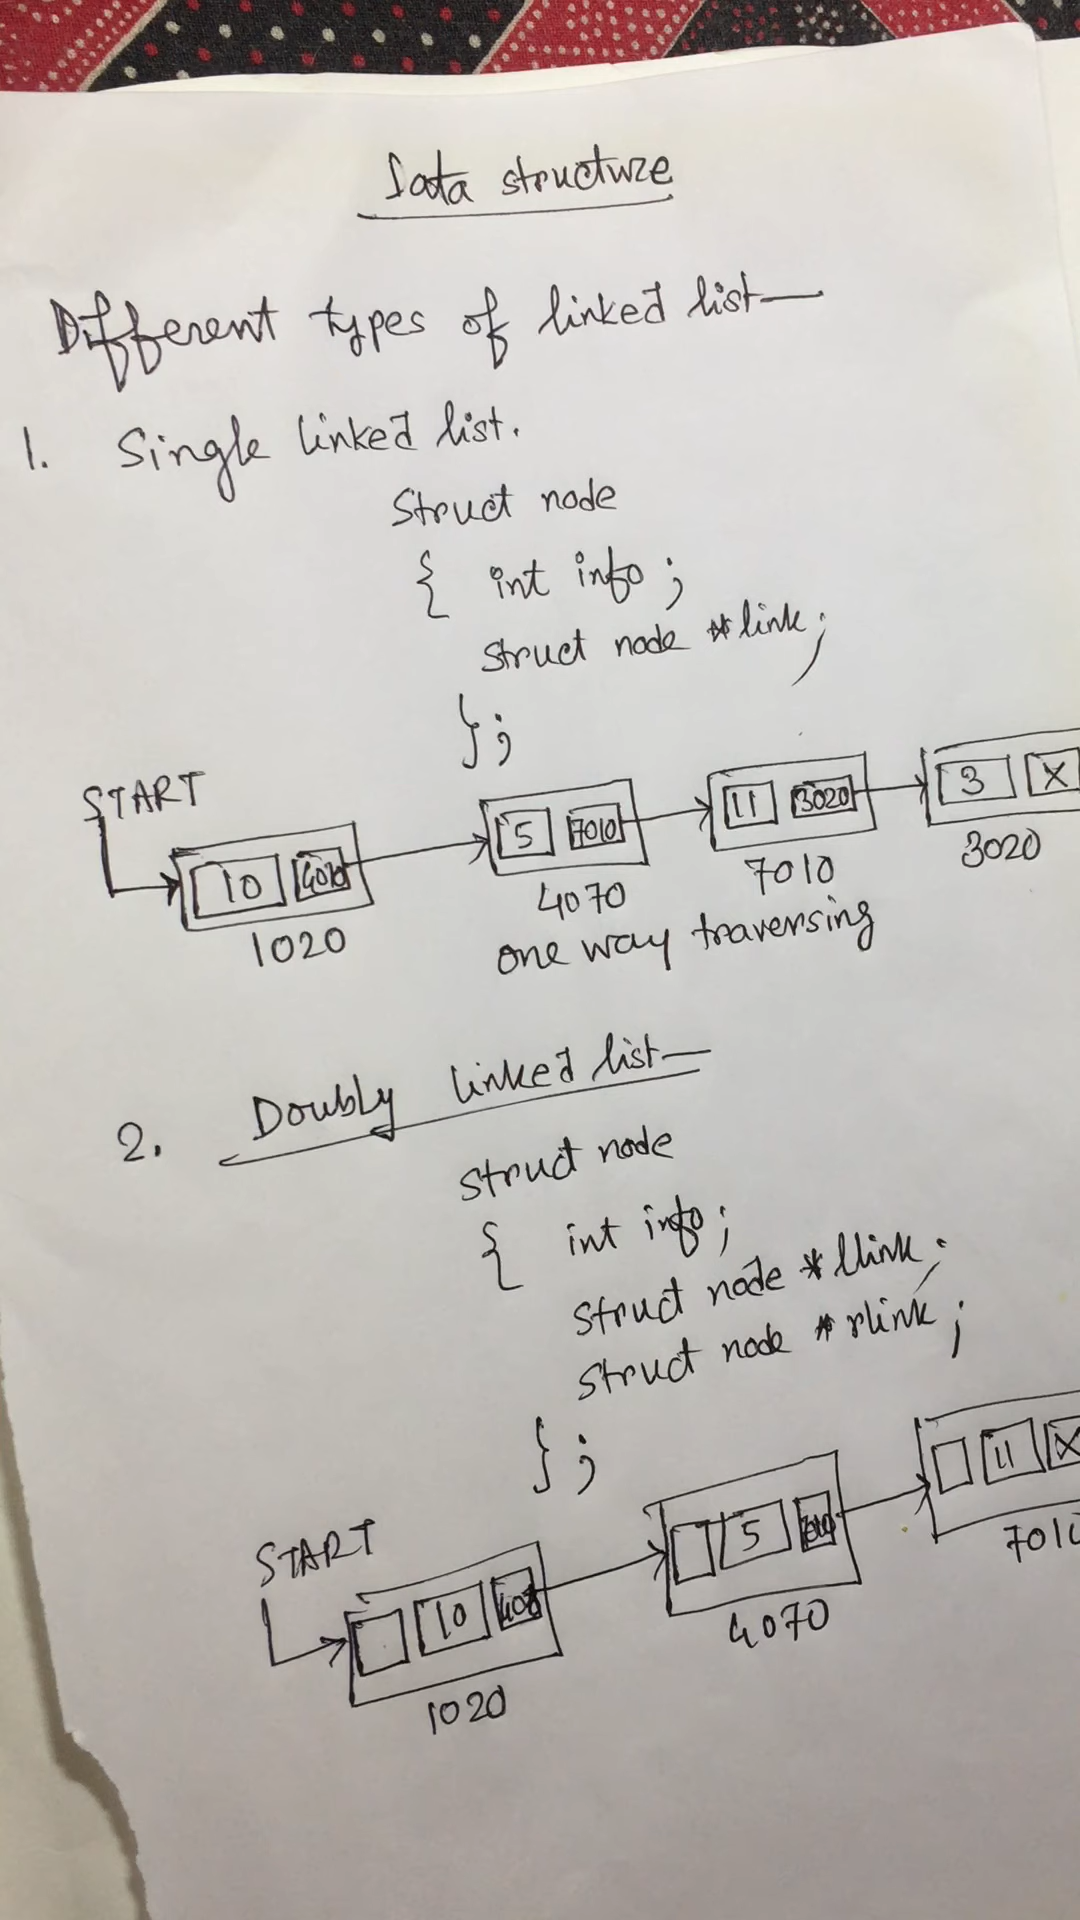 Data structure
Different types of linked list—
1. Single linked list.
Struct node
{ int info;
struct node * link;
};
START
10 4070 5 7010 11 3020 3 X
1020 4070 7010 3020
one way traversing
2. Doubly linked list—
struct node
{ int info;
struct node * llink;
struct node * rlink;
};
START
10 5 11 X
1020 4070